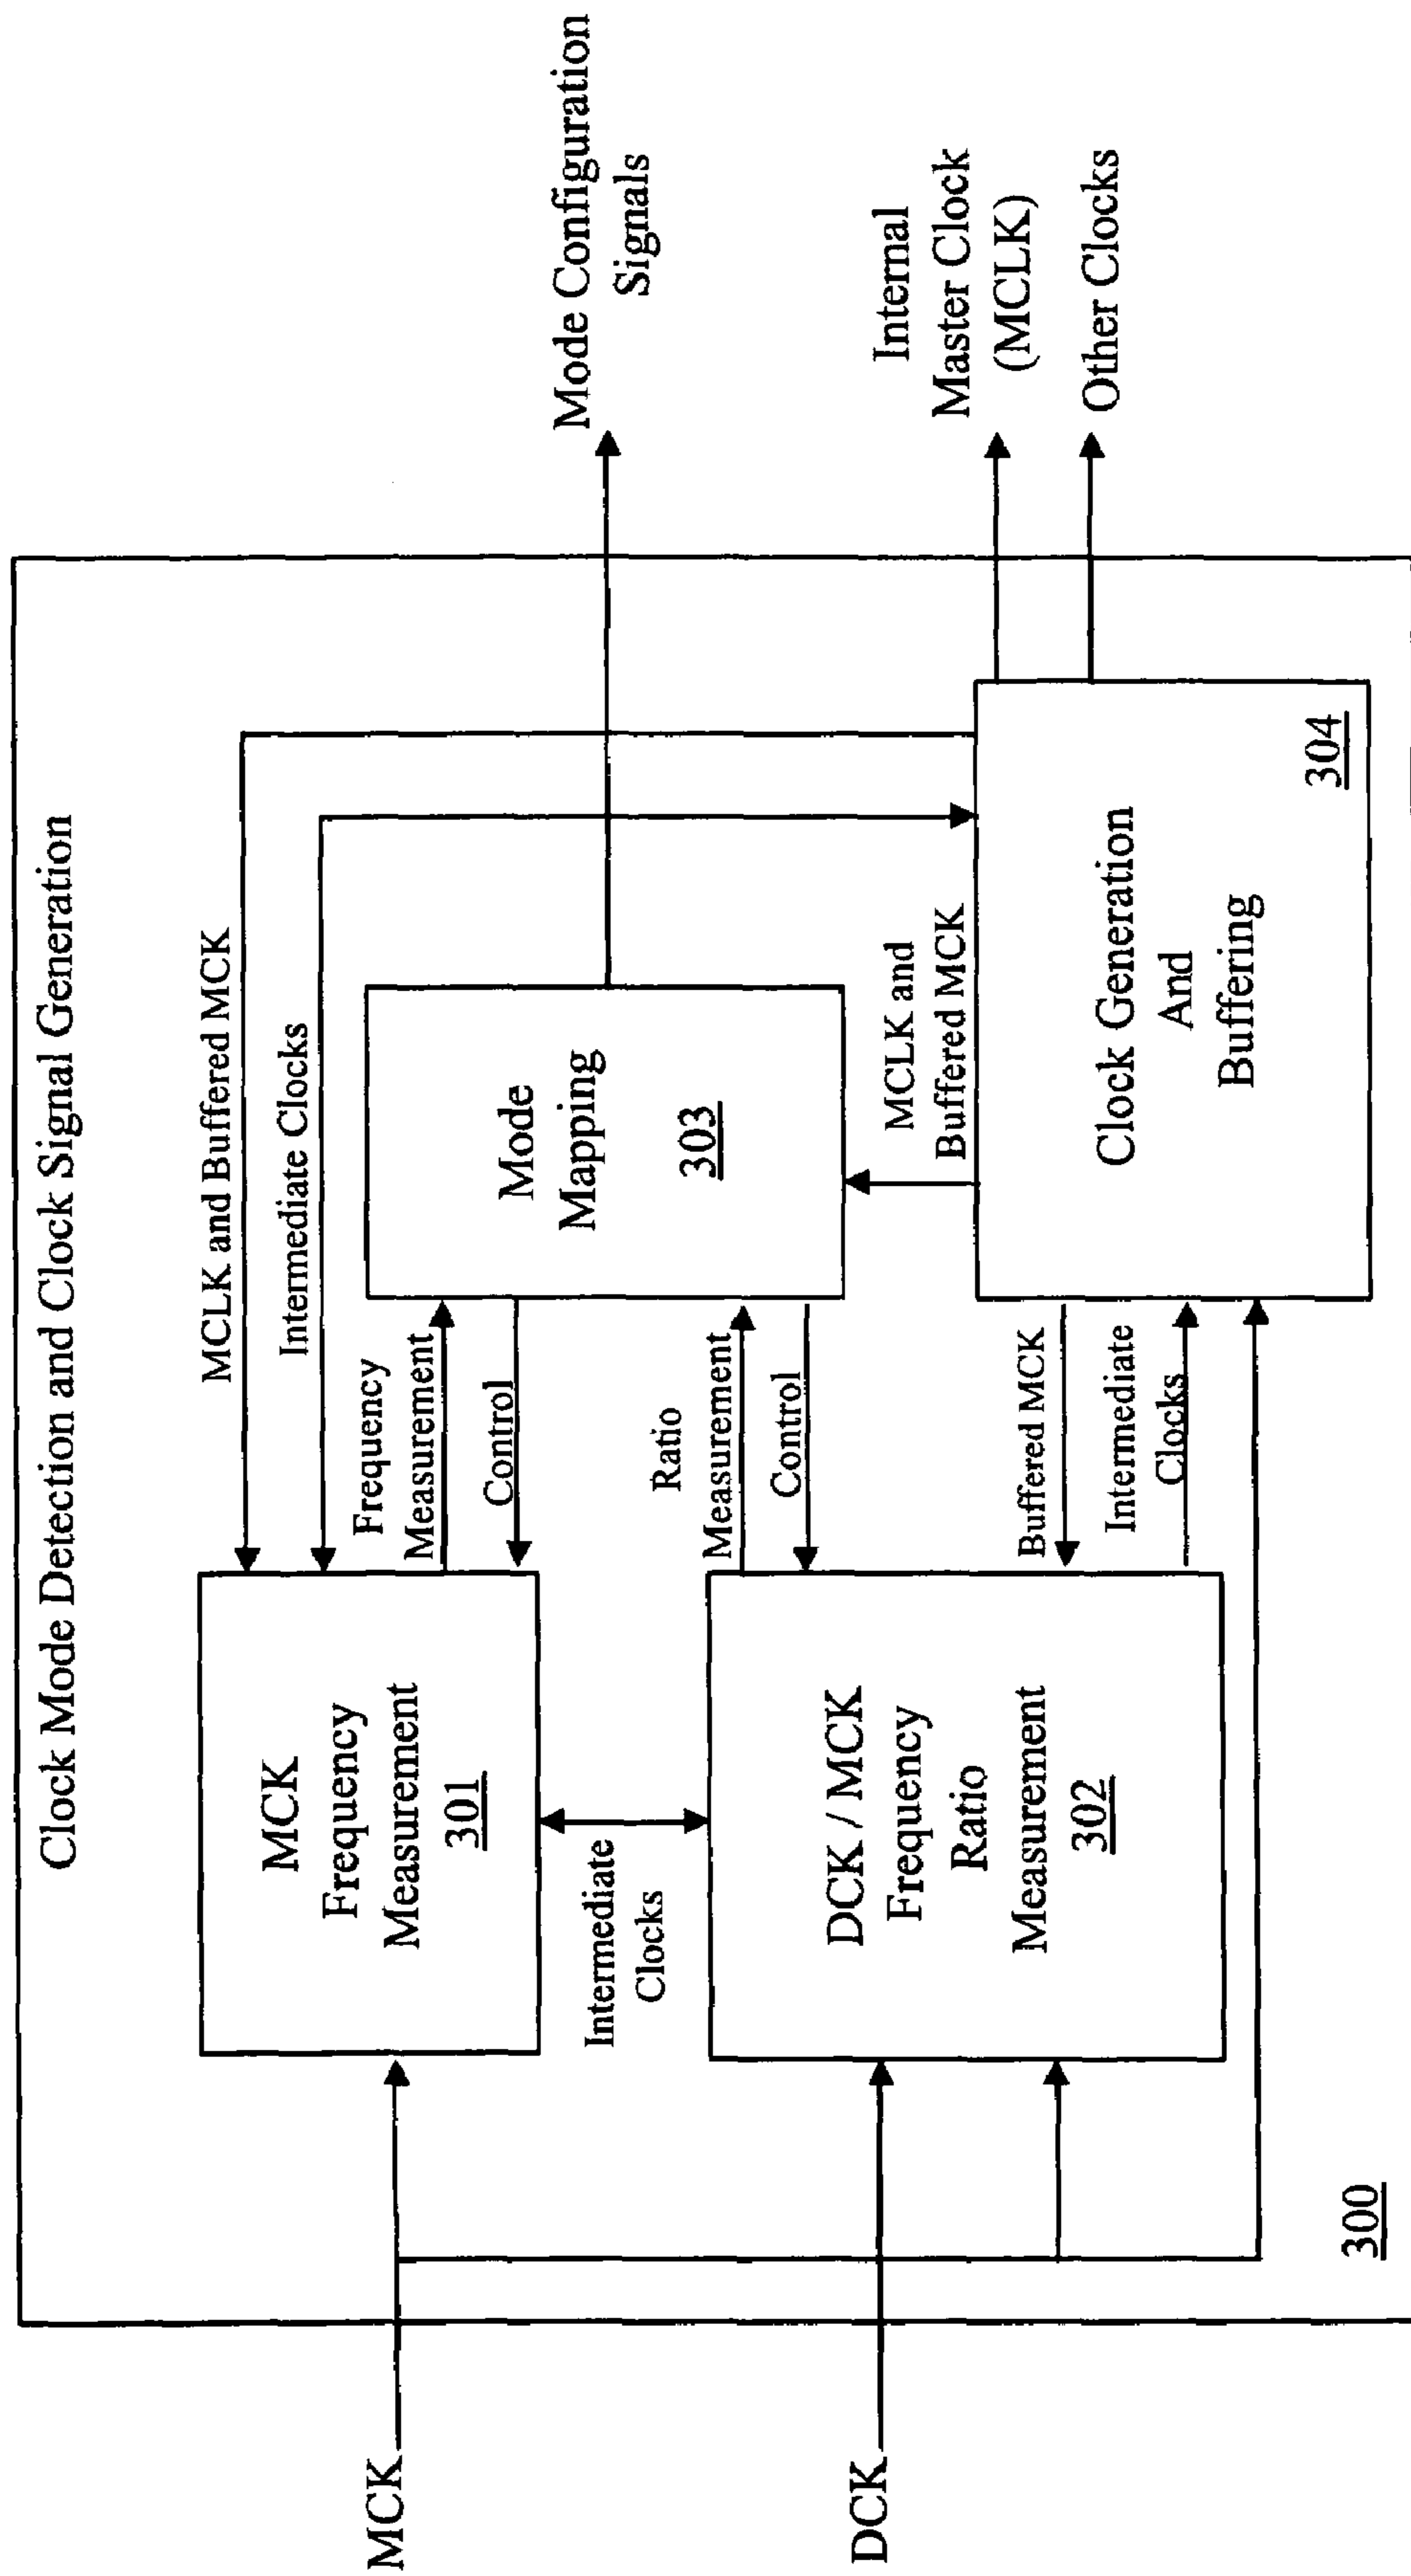 Clock Mode Detection and Clock Signal Generation
MCLK and Buffered MCK
Intermediate Clocks
MCK
MCK
Frequency
Measurement
301
Frequency
Measurement
Control
Mode
Mapping
303
Mode Configuration
Signals
Intermediate
Clocks
Ratio
Measurement
Control
MCLK and
Buffered MCK
DCK
DCK / MCK
Frequency
Ratio
Measurement
302
Buffered MCK
Intermediate
Clocks
Clock Generation
And
Buffering
304
Internal
Master Clock
(MCLK)
Other Clocks
300